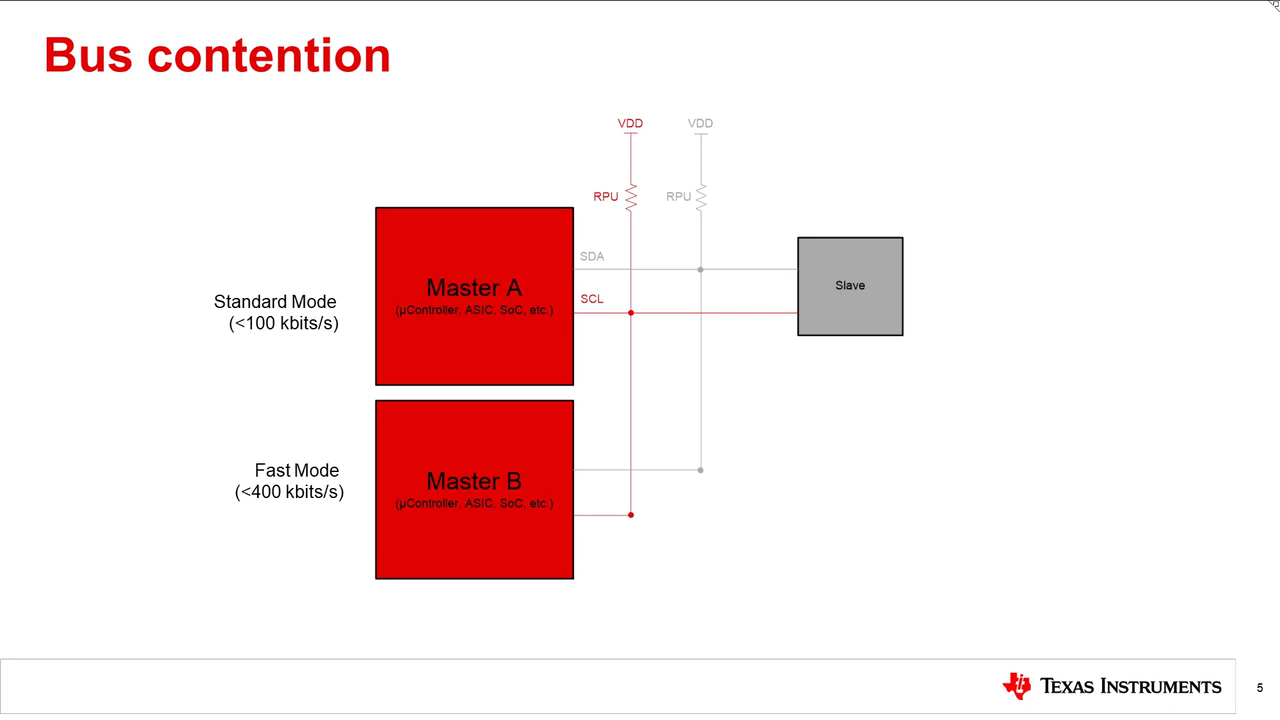 Bus contention
VDD
VDD
RPU
RPU
SDA
SCL
Master A
(µController, ASIC, SoC, etc.)
Slave
Standard Mode
(<100 kbits/s)
Master B
(µController, ASIC, SoC, etc.)
Fast Mode
(<400 kbits/s)
TEXAS INSTRUMENTS
5